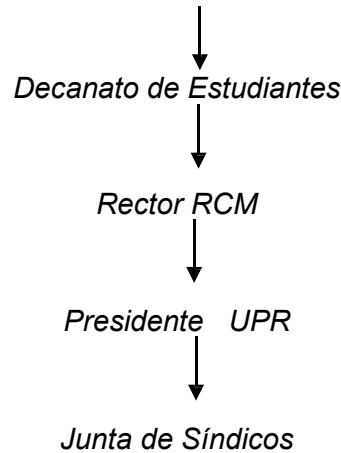 Decanato de Estudiantes
Rector RCM
Presidente UPR
Junta de Síndicos